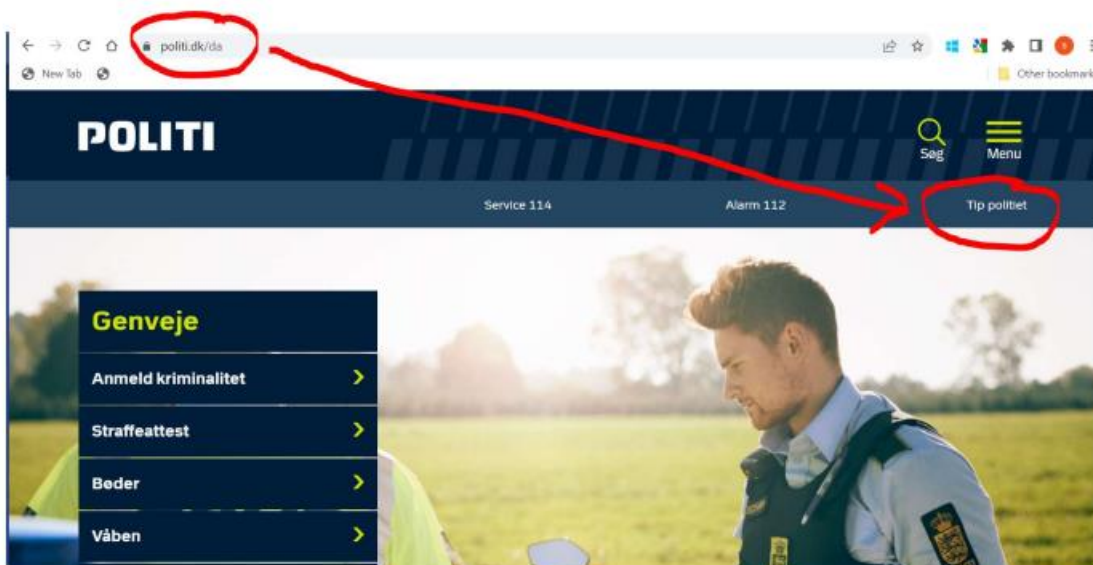 politi.dk/da
New Tab
Other bookmark
POLITI
Søg
Menu
Service 114
Alarm 112
Tip politiet
Genveje
Anmeld kriminalitet
Straffeattest
Bøder
Våben